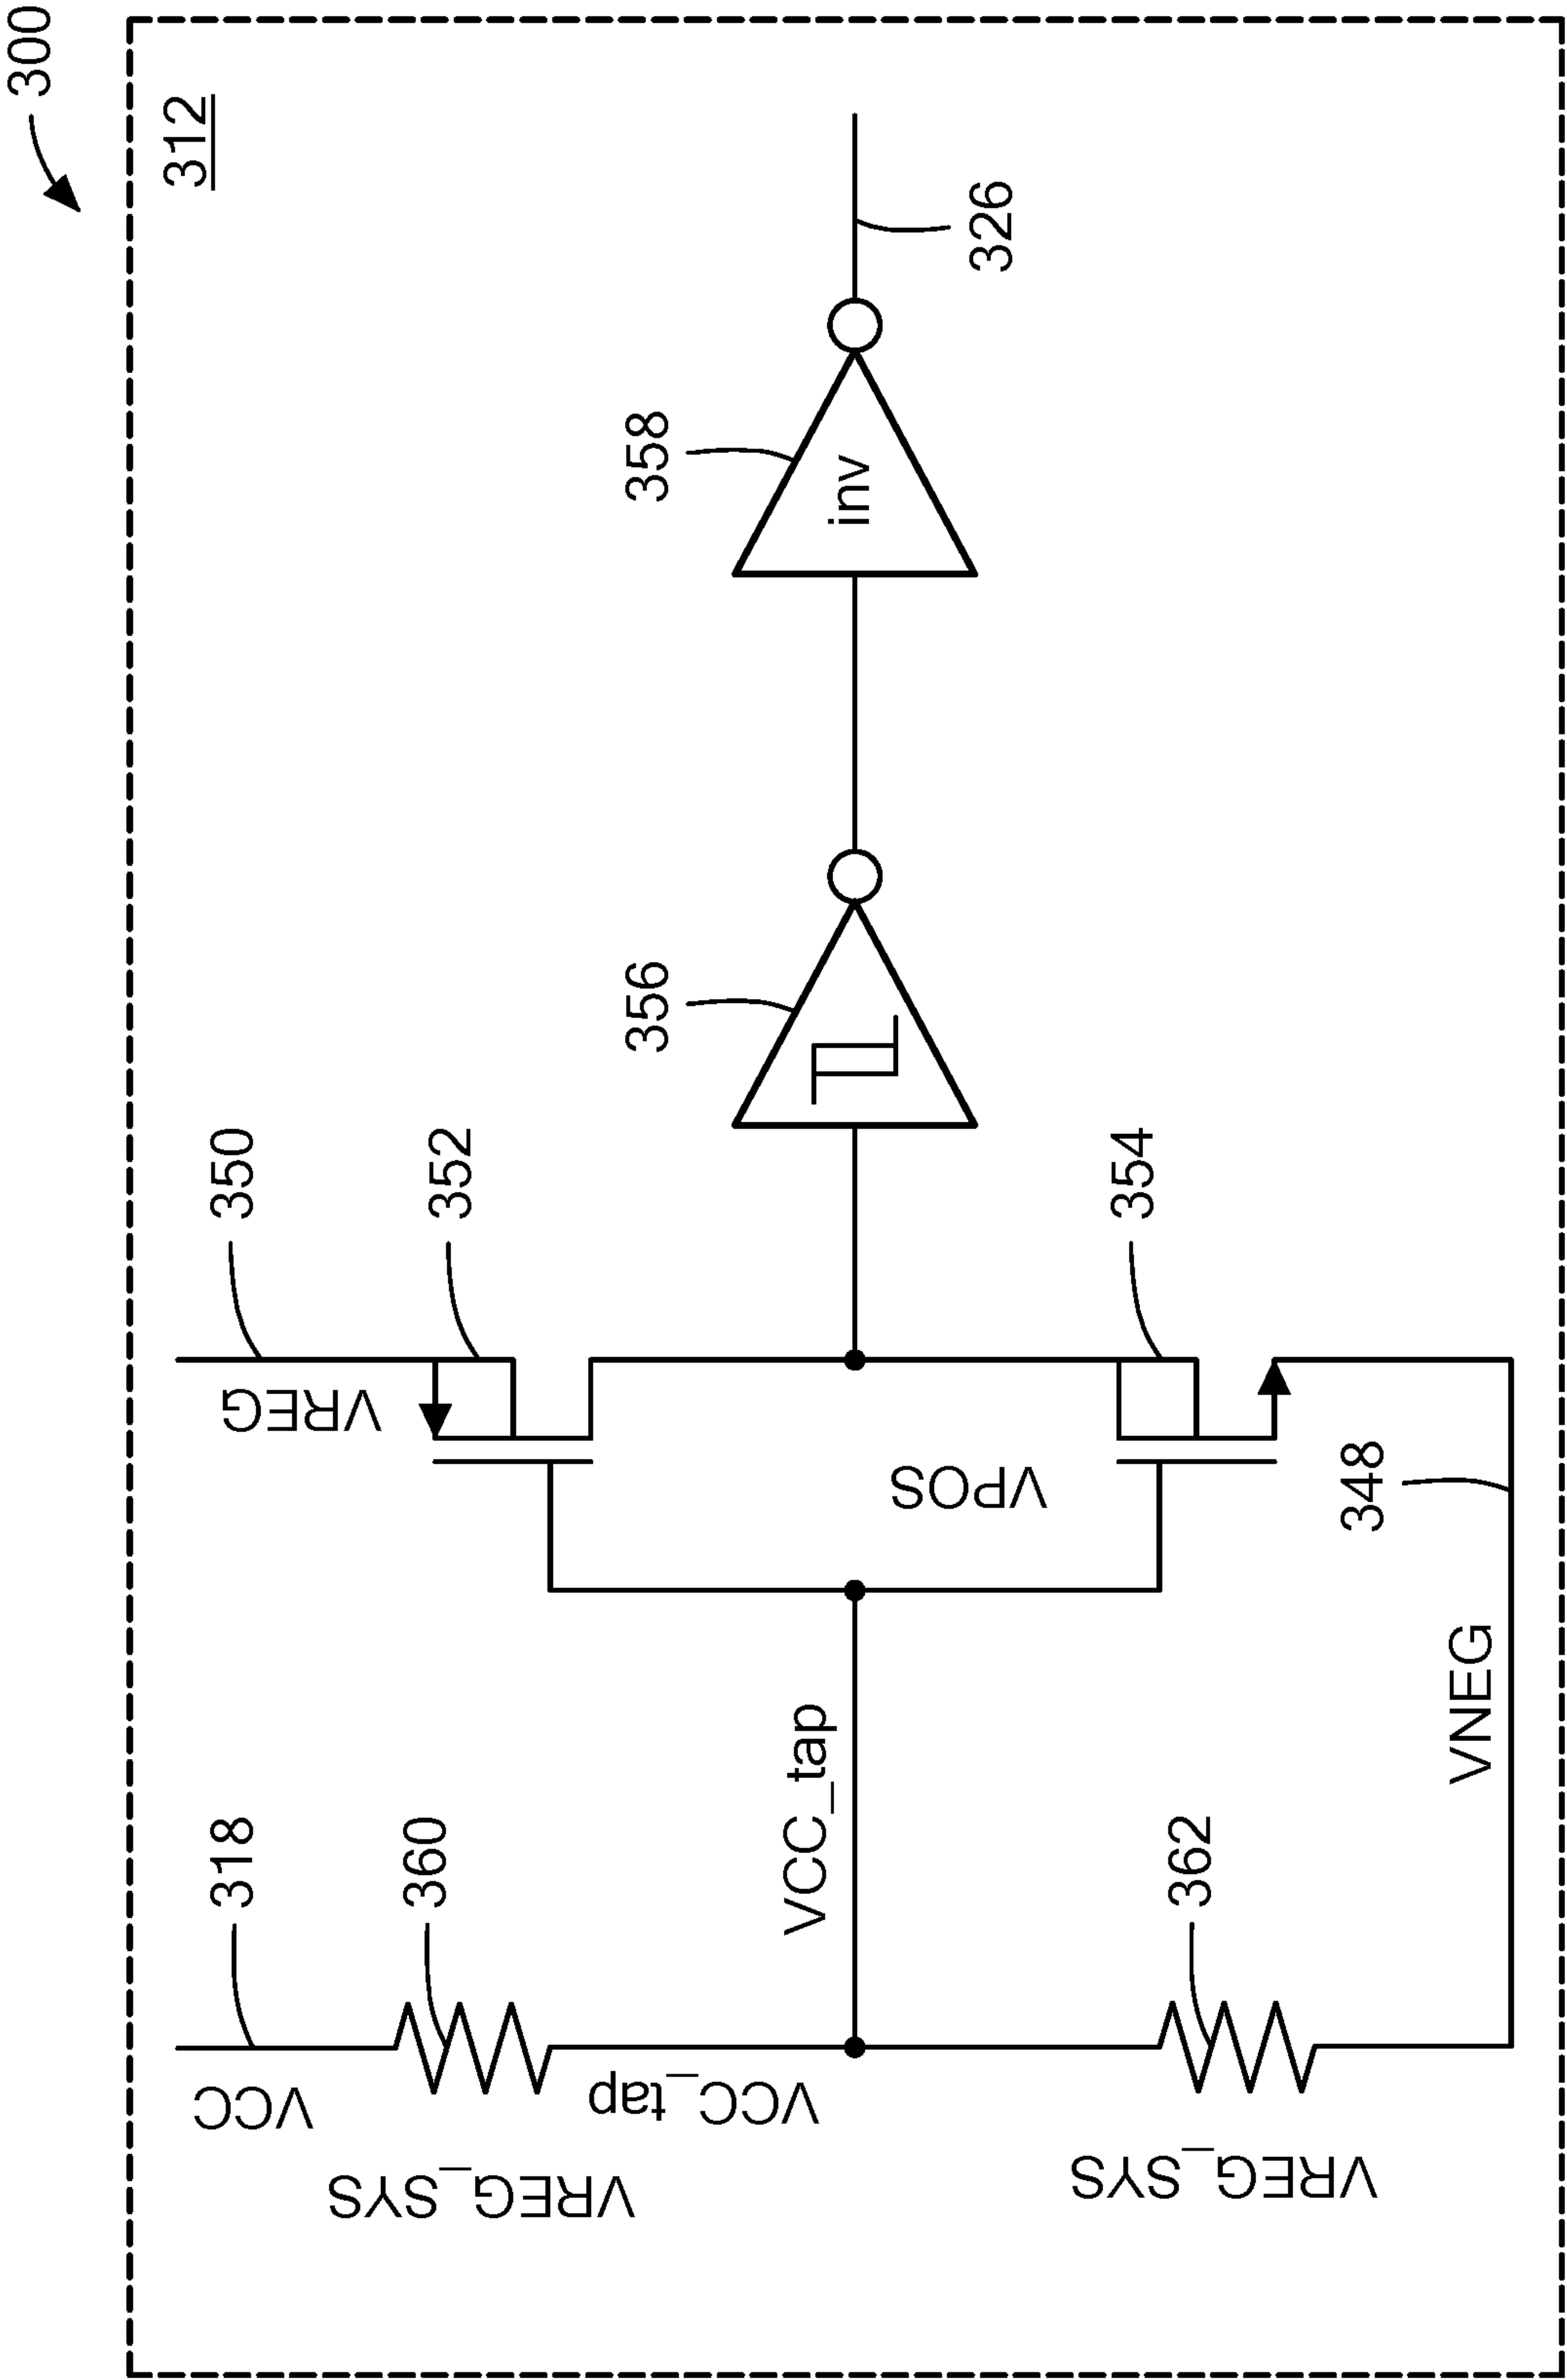 300
312
VCC
318
VREG
350
352
VREG_SYS
360
VCC_tap
VCC_tap
356
358
inv
326
VPOS
354
VREG_SYS
362
348
VNEG